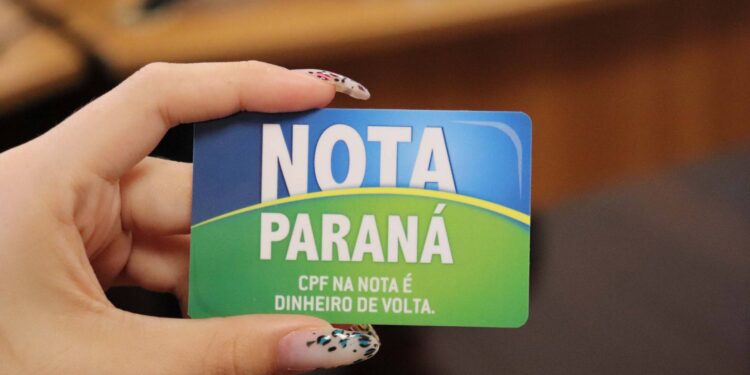 NOTA
PARANÁ
CPF NA NOTA É
DINHEIRO DE VOLTA.